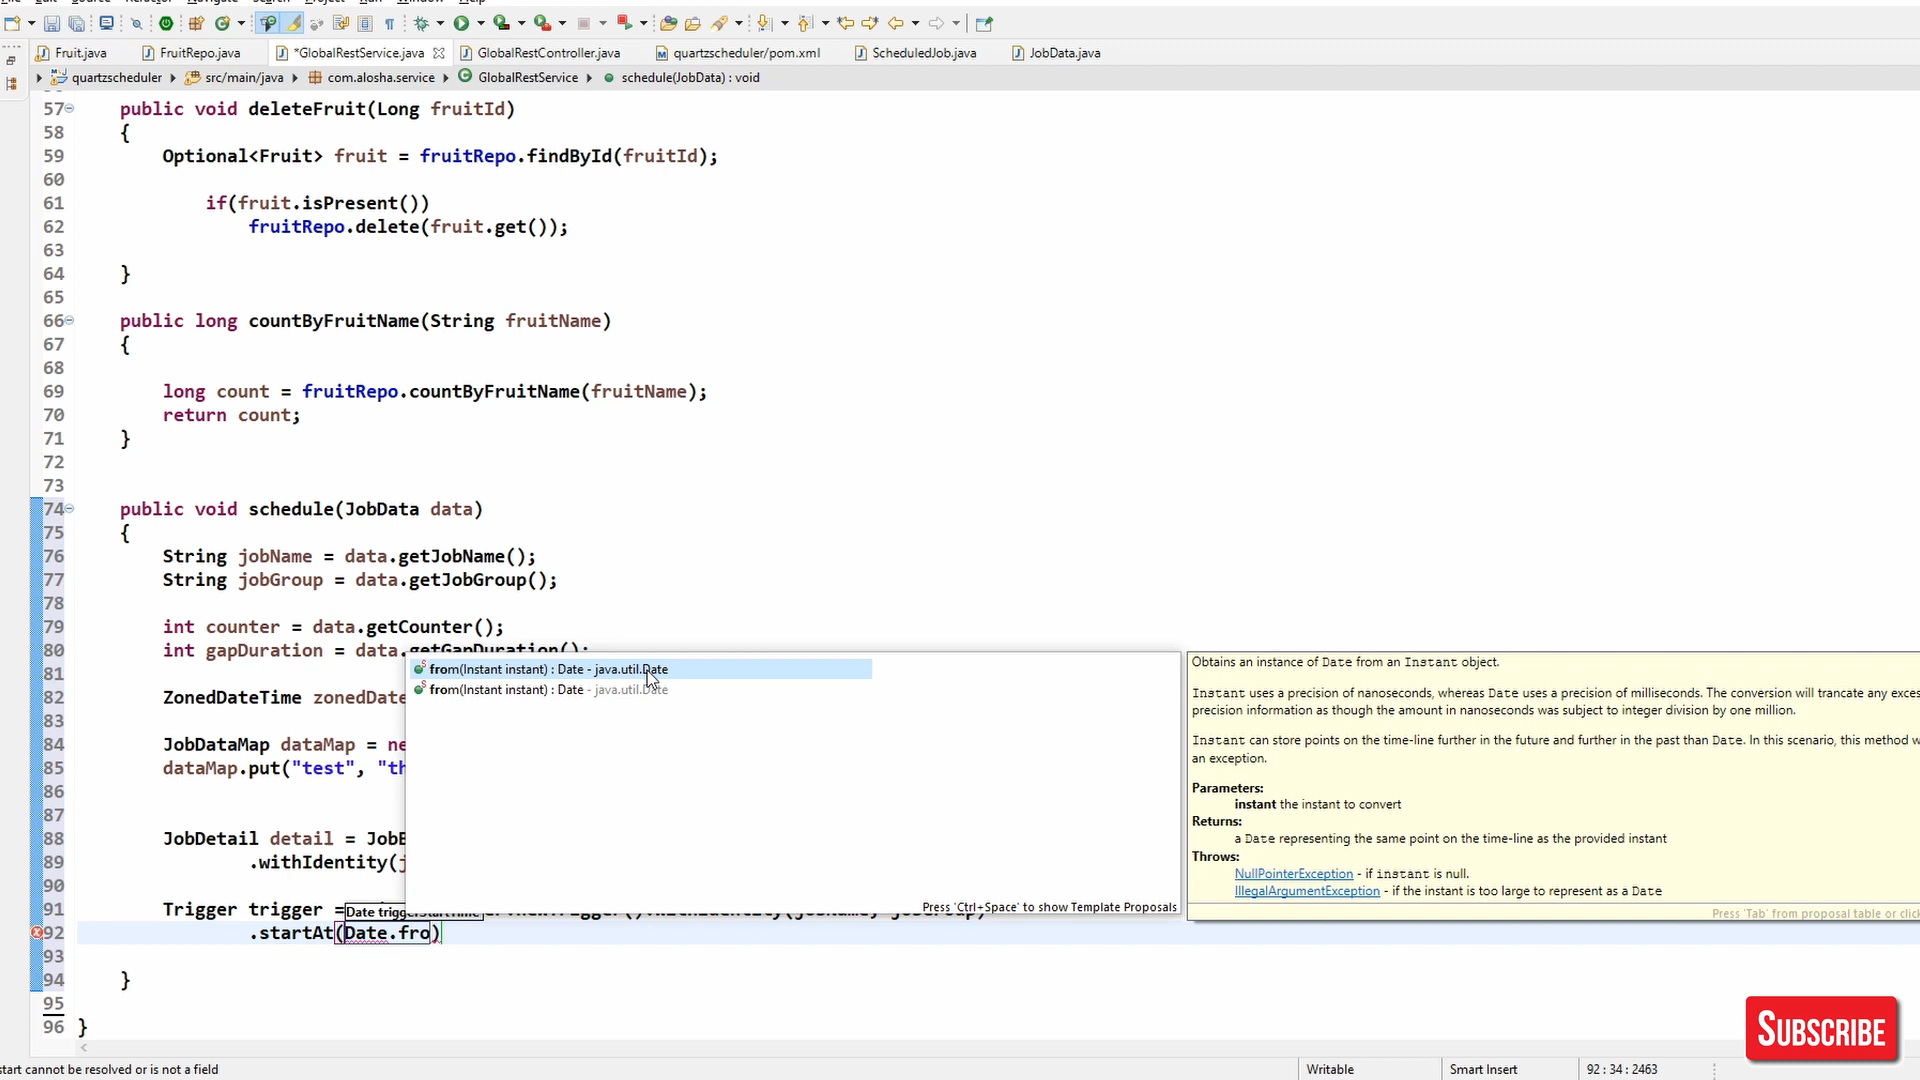 Fruit.java
FruitRepo.java
*GlobalRestService.java
GlobalRestController.java
quartzscheduler/pom.xml
ScheduledJob.java
JobData.java
quartzscheduler
src/main/java
com.alosha.service
GlobalRestService
schedule(JobData) : void
57 public void deleteFruit(Long fruitId)
58 {
59 Optional<Fruit> fruit = fruitRepo.findById(fruitId);
60
61 if(fruit.isPresent())
62 fruitRepo.delete(fruit.get());
63
64 }
65
66 public long countByFruitName(String fruitName)
67 {
68
69 long count = fruitRepo.countByFruitName(fruitName);
70 return count;
71 }
72
73
74 public void schedule(JobData data)
75 {
76 String jobName = data.getJobName();
77 String jobGroup = data.getJobGroup();
78
79 int counter = data.getCounter();
80 int gapDuration = data.getGapDuration();
81
82 ZonedDateTime zonedDate
83
84 JobDataMap dataMap = ne
85 dataMap.put("test", "th
86
87
88 JobDetail detail = JobB
89 .withIdentity(j
90
91 Trigger trigger =
92 .startAt(Date.fro)
93
94 }
95
96 }
from(Instant instant) : Date - java.util.Date
from(Instant instant) : Date - java.util.Date
Press 'Ctrl+Space' to show Template Proposals
Date triggerStartTime
Obtains an instance of Date from an Instant object.
Instant uses a precision of nanoseconds, whereas Date uses a precision of milliseconds. The conversion will trancate any exces
precision information as though the amount in nanoseconds was subject to integer division by one million.
Instant can store points on the time-line further in the future and further in the past than Date. In this scenario, this method w
an exception.
Parameters:
instant the instant to convert
Returns:
a Date representing the same point on the time-line as the provided instant
Throws:
NullPointerException - if instant is null.
IllegalArgumentException - if the instant is too large to represent as a Date
Press 'Tab' from proposal table or click
SUBSCRIBE
start cannot be resolved or is not a field
Writable
Smart Insert
92 : 34 : 2463